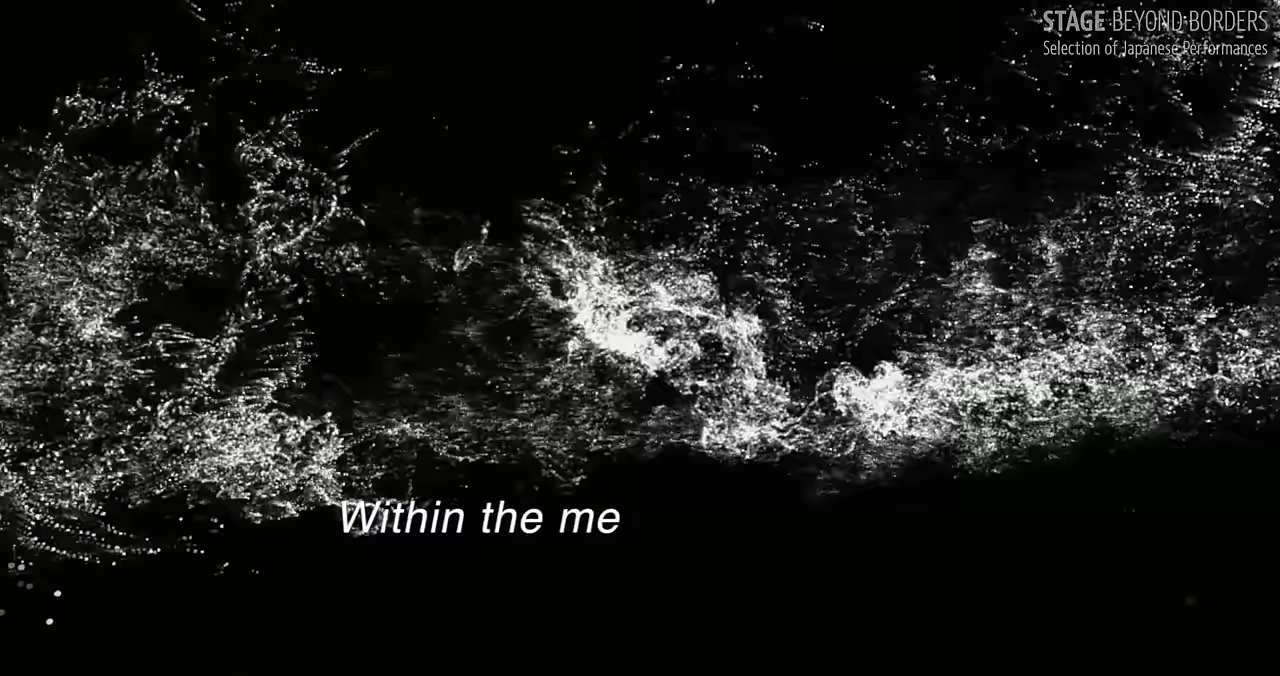 STAGE BEYOND BORDERS
Selection of Japanese Performances
Within the me